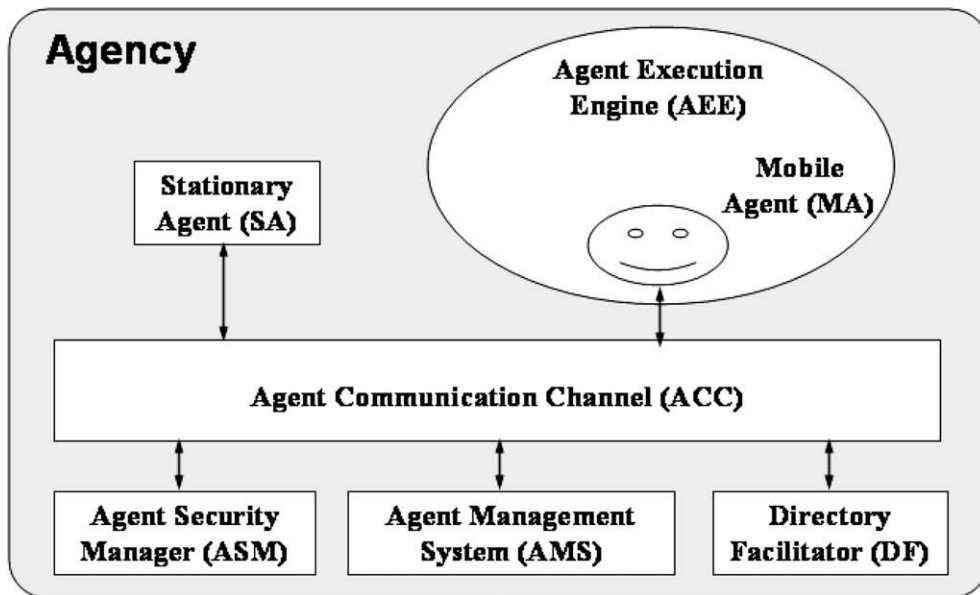 Agency
Agent Execution
Engine (AEE)
Mobile
Agent (MA)
Stationary
Agent (SA)
Agent Communication Channel (ACC)
Agent Security
Manager (ASM)
Agent Management
System (AMS)
Directory
Facilitator (DF)